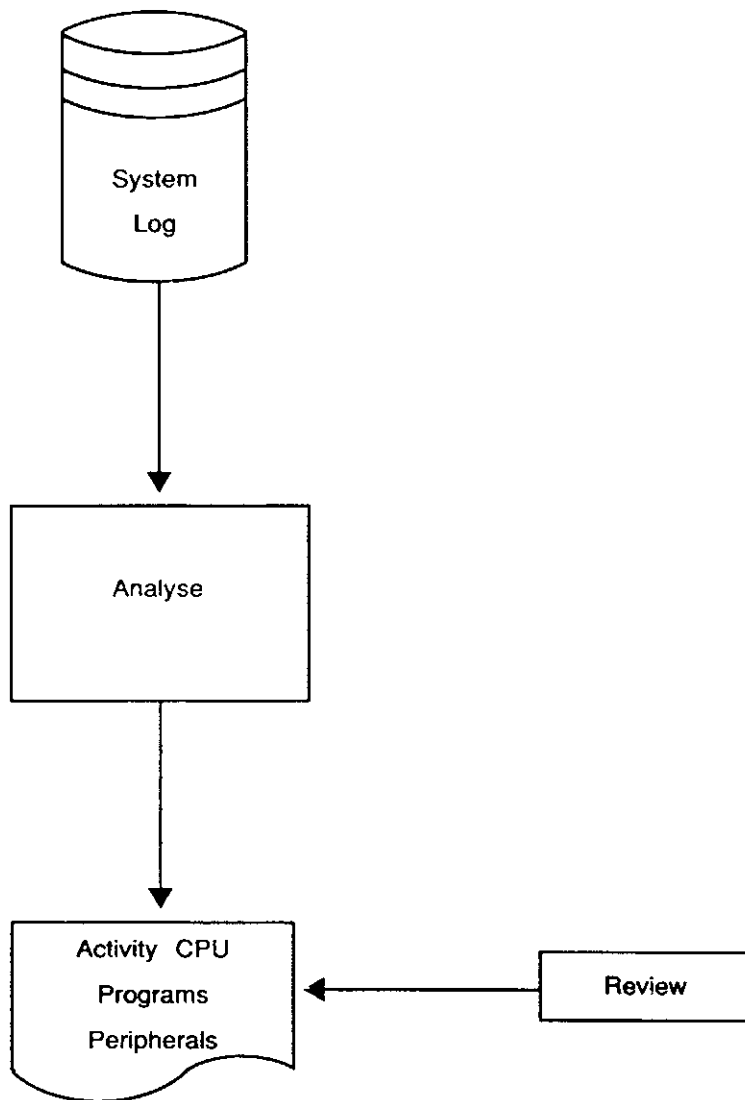 System
Log
Analyse
Activity CPU
Programs
Peripherals
Review